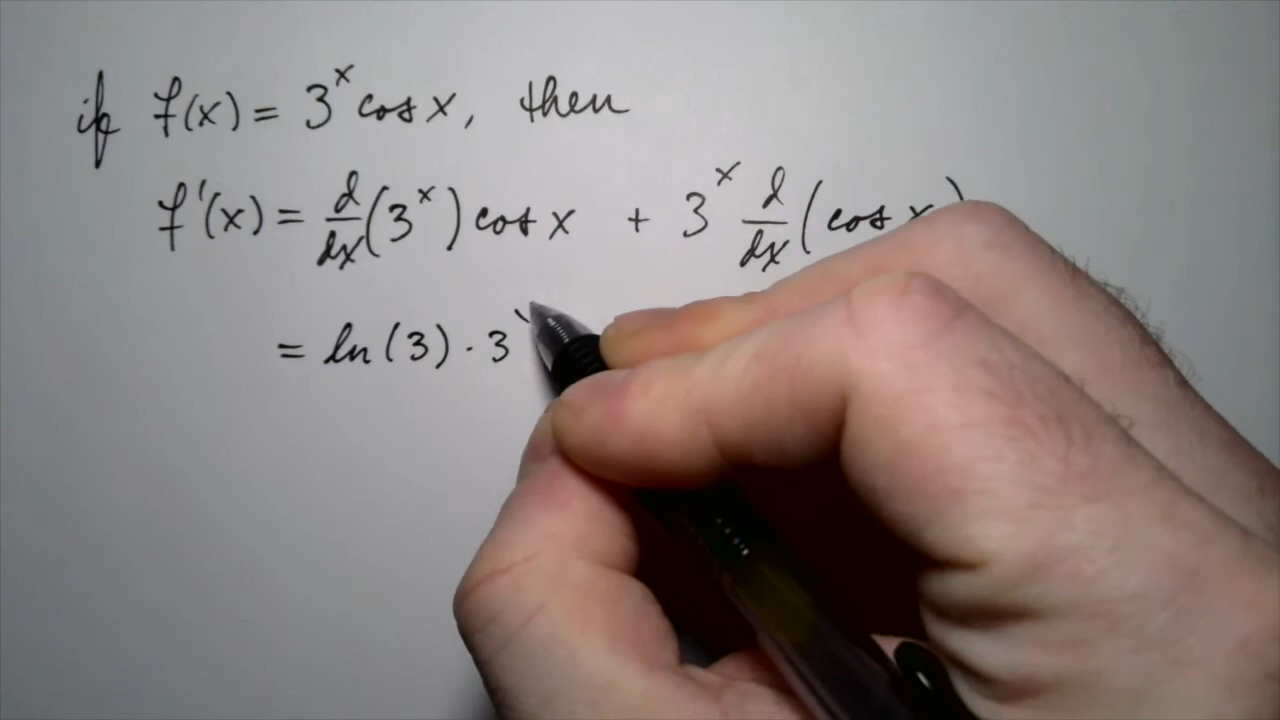 if f(x) = 3^x cos x, then
f'(x) = d/dx (3^x) cos x + 3^x d/dx (cos x)
= ln(3) · 3